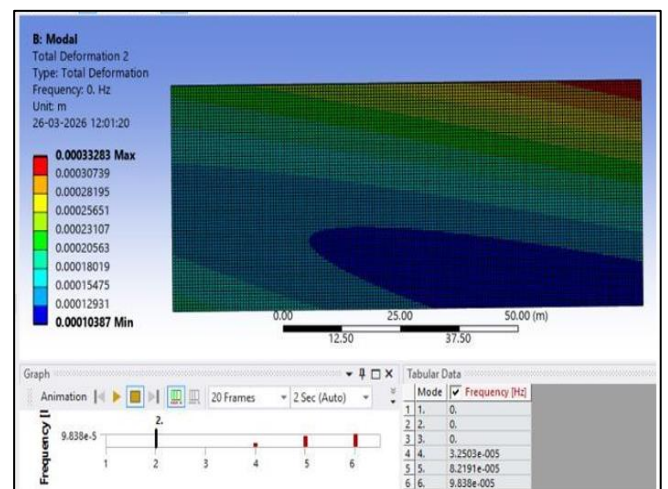 B: Modal
Total Deformation 2
Type: Total Deformation
Frequency: 0. Hz
Unit: m
26-03-2026 12:01:20
0.00033283 Max
0.00030739
0.00028195
0.00025651
0.00023107
0.00020563
0.00018019
0.00015475
0.00012931
0.00010387 Min
0.00 25.00 50.00 (m)
12.50 37.50
Graph
Animation 20 Frames 2 Sec (Auto)
Frequency [
2.
9.838e-5
1 2 3 4 5 6
Tabular Data
Mode Frequency [Hz]
1 1. 0.
2 2. 0.
3 3. 0.
4 4. 3.2503e-005
5 5. 8.2191e-005
6 6. 9.838e-005